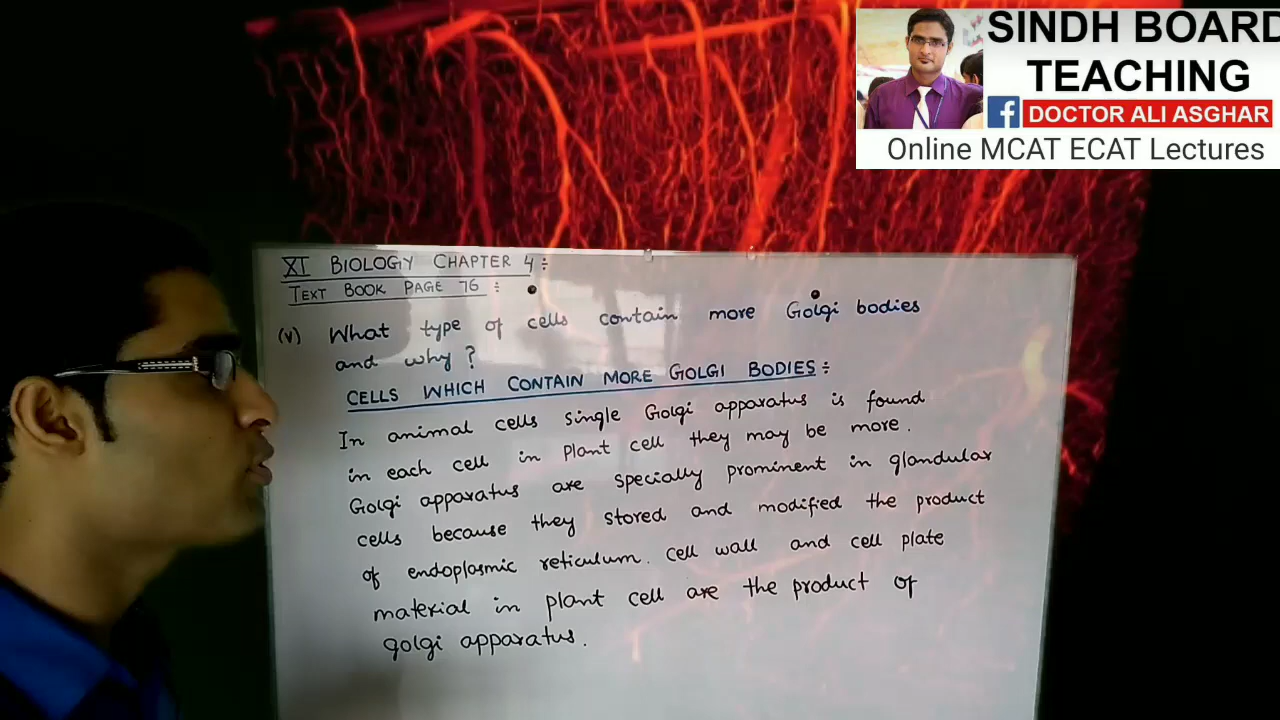 SINDH BOARD
TEACHING
f DOCTOR ALI ASGHAR
Online MCAT ECAT Lectures
XI BIOLOGY CHAPTER 4 :
TEXT BOOK PAGE 76 :
(v) What type of cells contain more Golgi bodies
and why ?
CELLS WHICH CONTAIN MORE GOLGI BODIES :
In animal cells single Golgi apparatus is found
in each cell in plant cell they may be more.
Golgi apparatus are specially prominent in glandular
cells because they stored and modified the product
of endoplasmic reticulum. cell wall and cell plate
material in plant cell are the product of
golgi apparatus.